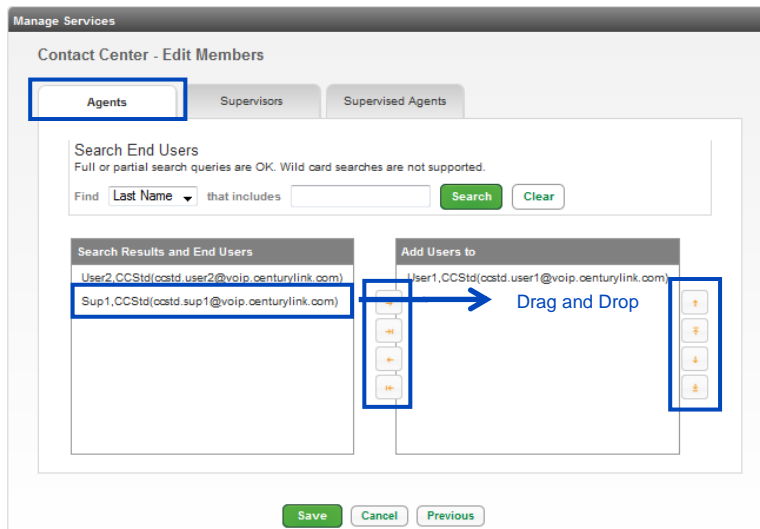 Manage Services
Contact Center - Edit Members
Agents Supervisors Supervised Agents
Search End Users
Full or partial search queries are OK. Wild card searches are not supported.
Find Last Name that includes Search Clear
Search Results and End Users Add Users to
User2,CCStd(ccstd.user2@voip.centurylink.com) User1,CCStd(ccstd.user1@voip.centurylink.com)
Sup1,CCStd(ccstd.sup1@voip.centurylink.com) Drag and Drop
Save Cancel Previous